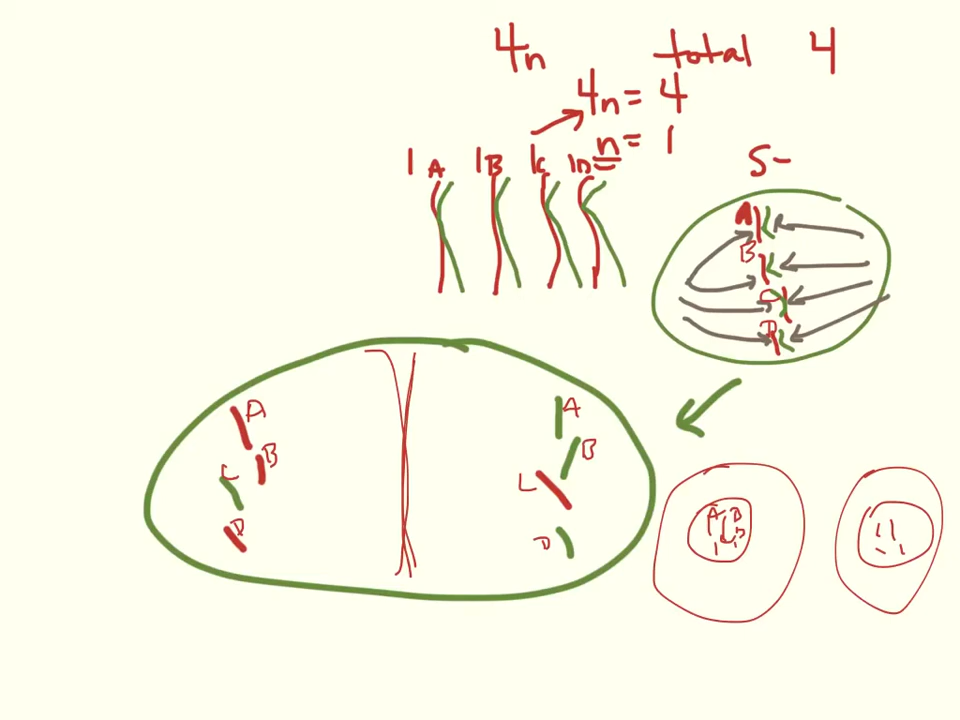 4n total 4
4n = 4
n = 1
1A 1B 1C 1D
S-
A
B
C
D
A
B
C
D
A
B
L
D
A B
C D